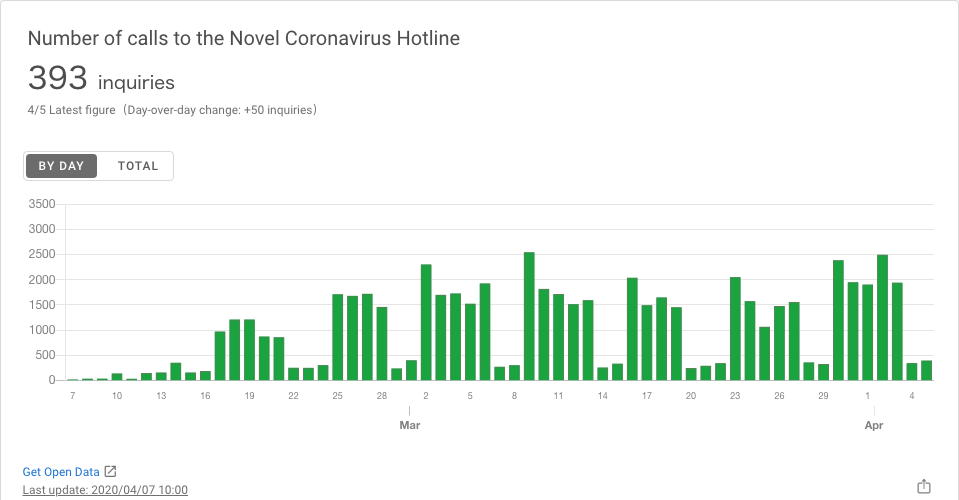 Number of calls to the Novel Coronavirus Hotline
393 inquiries
4/5 Latest figure（Day-over-day change: +50 inquiries）
BY DAY TOTAL
3500
3000
2500
2000
1500
1000
500
0
7 10 13 16 19 22 25 28 2 5 8 11 14 17 20 23 26 29 1 4
Mar Apr
Get Open Data
Last update: 2020/04/07 10:00